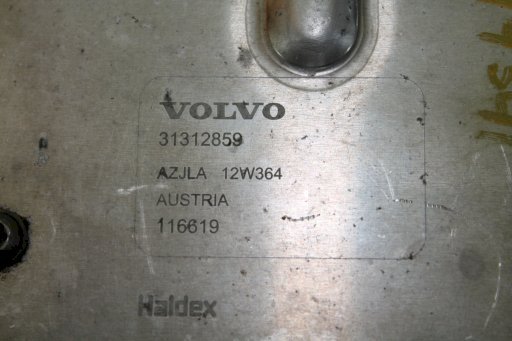 VOLVO
31312859
AZJLA 12W364
AUSTRIA
116619
Haldex